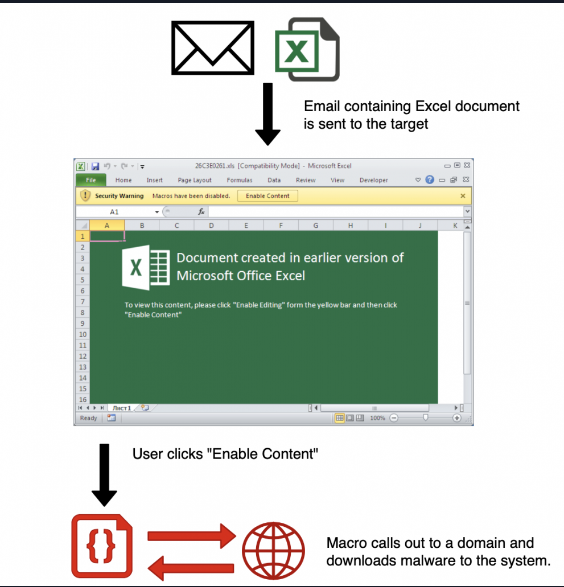 Email containing Excel document
is sent to the target
26C3E0261.xls [Compatibility Mode] - Microsoft Excel
File Home Insert Page Layout Formulas Data Review View Developer
Security Warning Macros have been disabled. Enable Content
A1 fx
A B C D E F G H I J K
1
2
3
4
5
6
7
8
9
10
11
12
13
14
15
16
X
Document created in earlier version of
Microsoft Office Excel
To view this content, please click "Enable Editing" form the yellow bar and then click
"Enable Content"
Лист1
Ready 100%
User clicks "Enable Content"
{}
Macro calls out to a domain and
downloads malware to the system.